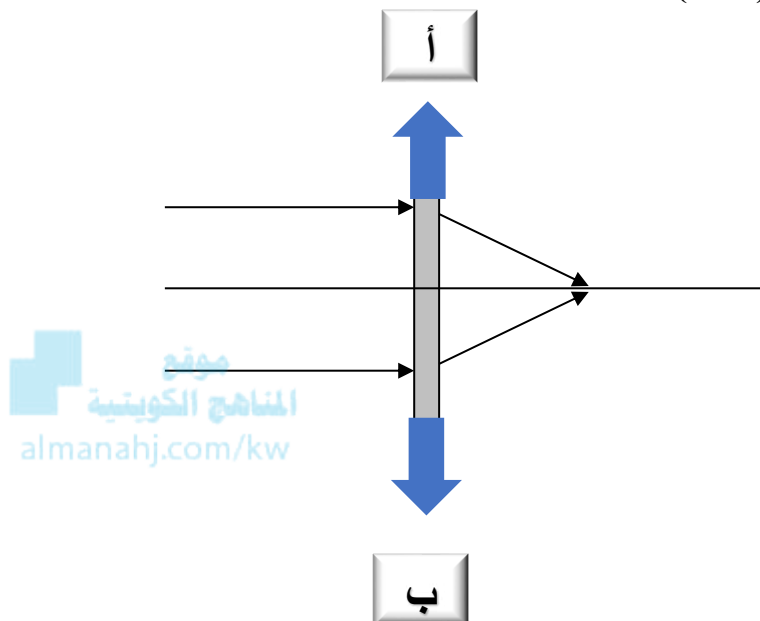 أ
موقع
المناهج الكويتية
almanahj.com/kw
ب